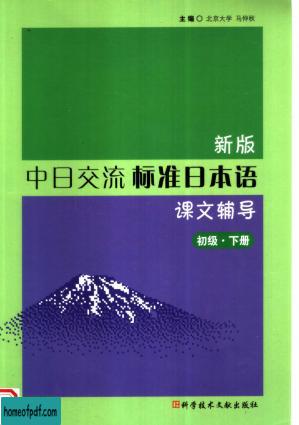 主编○ 北京大学 马仲秋
新版
中日交流 标准日本语
课文辅导
初级·下册
homeofpdf.com
科学技术文献出版社